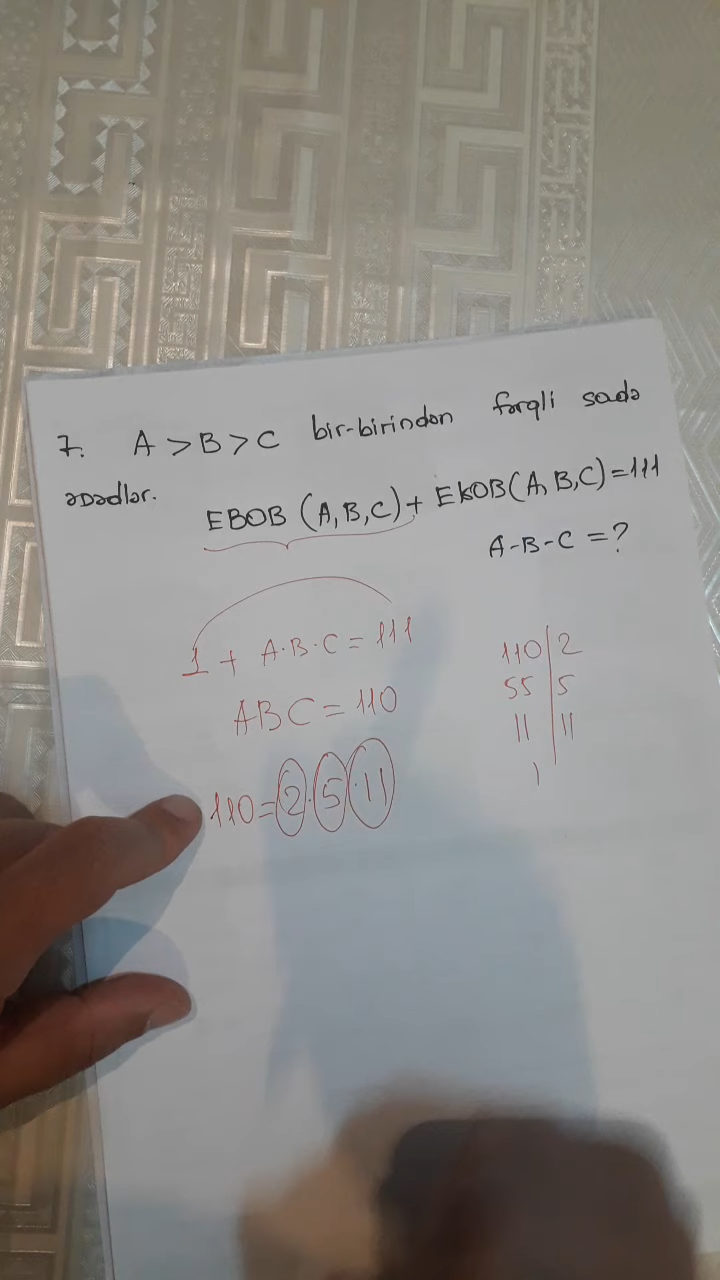 7. A > B > C bir-birindən fərqli sadə
ədədlər.
EBOB (A,B,C) + EKOB(A,B,C)=111
A-B-C =?
1 + A·B·C = 111
ABC = 110
110=2·5·11
110|2
55|5
11|11
1